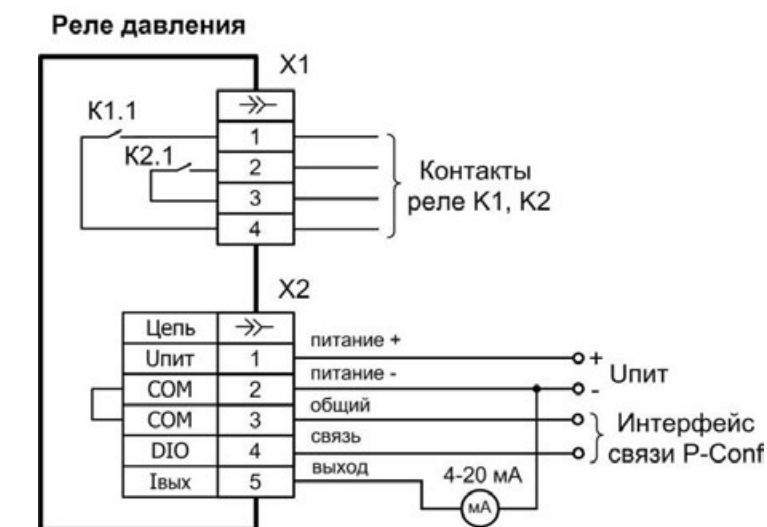 Реле давления
X1
K1.1
1
K2.1
2
3
4
Контакты
реле K1, K2
X2
Цепь
Uпит 1 питание +
COM 2 питание -
COM 3 общий
DIO 4 связь
Iвых 5 выход
+
-
Uпит
Интерфейс
связи P-Conf
4-20 мА
мА